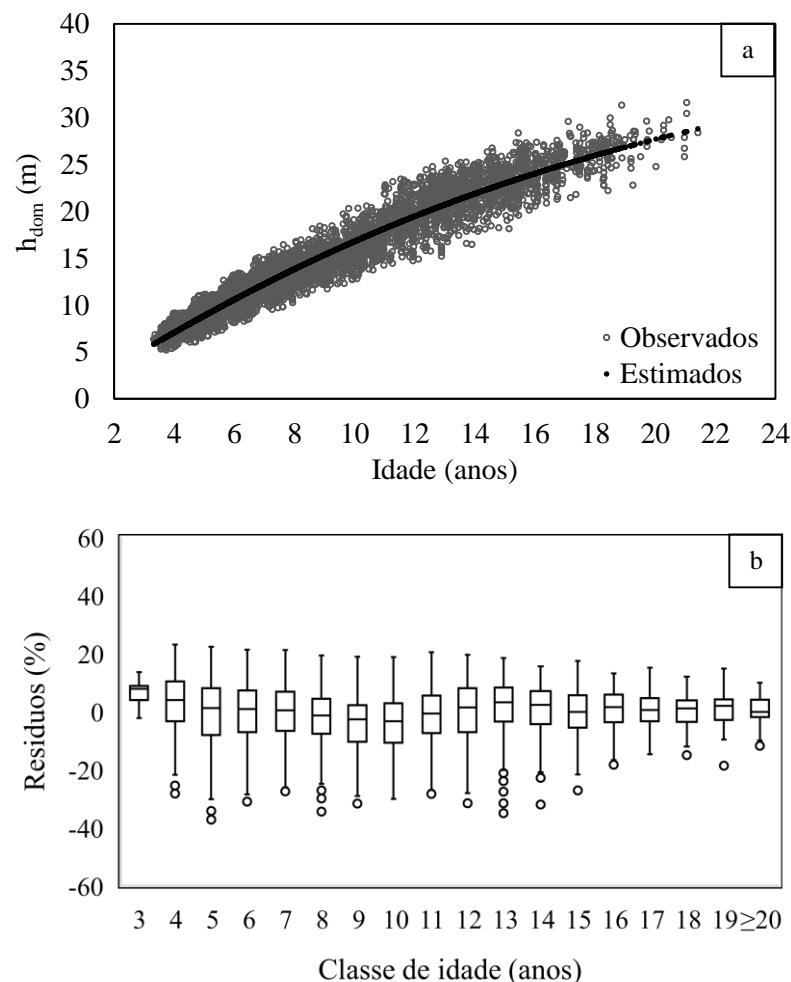 40
35
30
25
20
15
10
5
0
h_dom (m)
a
Observados
Estimados
2 4 6 8 10 12 14 16 18 20 22 24
Idade (anos)
60
40
20
0
-20
-40
-60
Resíduos (%)
b
3 4 5 6 7 8 9 10 11 12 13 14 15 16 17 18 19 ≥20
Classe de idade (anos)